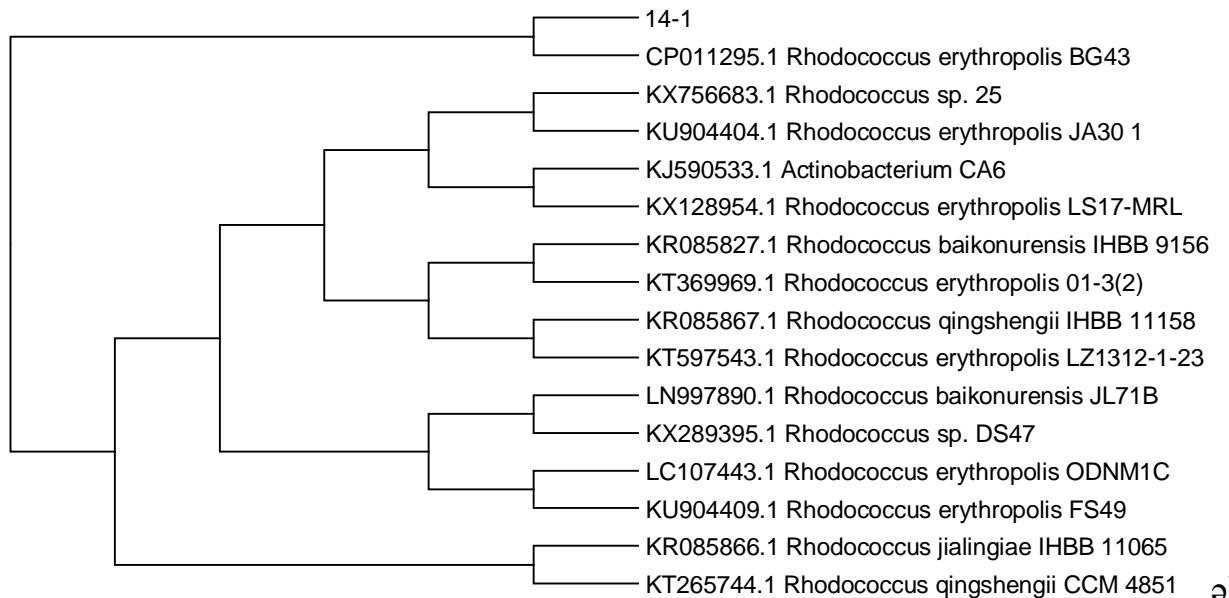 14-1
CP011295.1 Rhodococcus erythropolis BG43
KX756683.1 Rhodococcus sp. 25
KU904404.1 Rhodococcus erythropolis JA30 1
KJ590533.1 Actinobacterium CA6
KX128954.1 Rhodococcus erythropolis LS17-MRL
KR085827.1 Rhodococcus baikonurensis IHBB 9156
KT369969.1 Rhodococcus erythropolis 01-3(2)
KR085867.1 Rhodococcus qingshengii IHBB 11158
KT597543.1 Rhodococcus erythropolis LZ1312-1-23
LN997890.1 Rhodococcus baikonurensis JL71B
KX289395.1 Rhodococcus sp. DS47
LC107443.1 Rhodococcus erythropolis ODNM1C
KU904409.1 Rhodococcus erythropolis FS49
KR085866.1 Rhodococcus jialingiae IHBB 11065
KT265744.1 Rhodococcus qingshengii CCM 4851